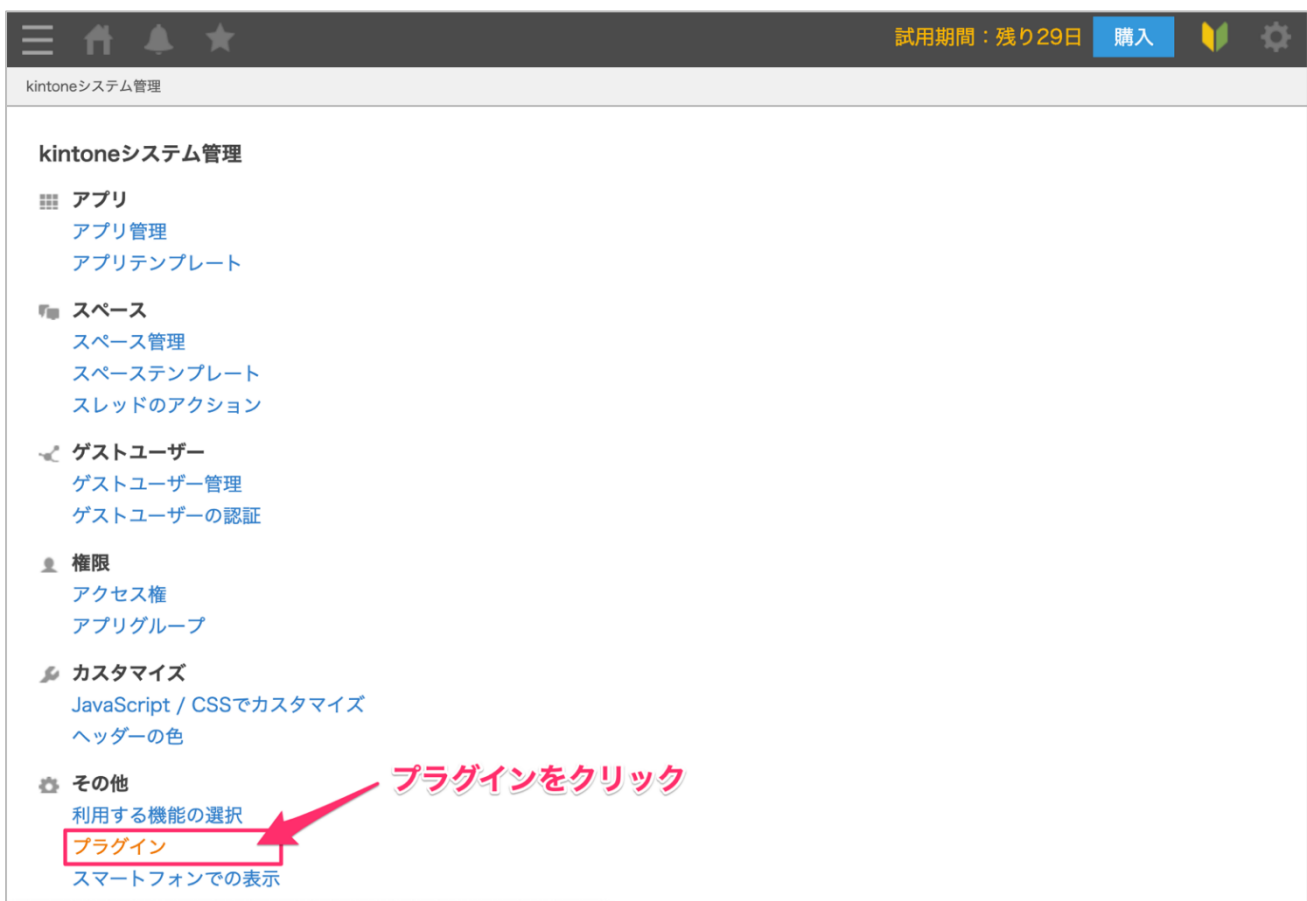 試用期間：残り29日 購入
kintoneシステム管理
kintoneシステム管理
アプリ
アプリ管理
アプリテンプレート
スペース
スペース管理
スペーステンプレート
スレッドのアクション
ゲストユーザー
ゲストユーザー管理
ゲストユーザーの認証
権限
アクセス権
アプリグループ
カスタマイズ
JavaScript / CSSでカスタマイズ
ヘッダーの色
プラグインをクリック
その他
利用する機能の選択
プラグイン
スマートフォンでの表示